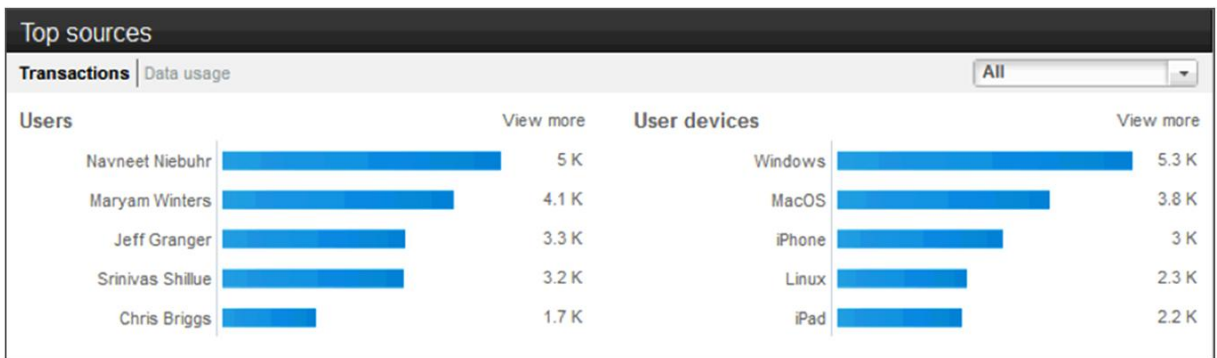 Top sources
Transactions Data usage All
Users View more
Navneet Niebuhr 5 K
Maryam Winters 4.1 K
Jeff Granger 3.3 K
Srinivas Shillue 3.2 K
Chris Briggs 1.7 K
User devices View more
Windows 5.3 K
MacOS 3.8 K
iPhone 3 K
Linux 2.3 K
iPad 2.2 K